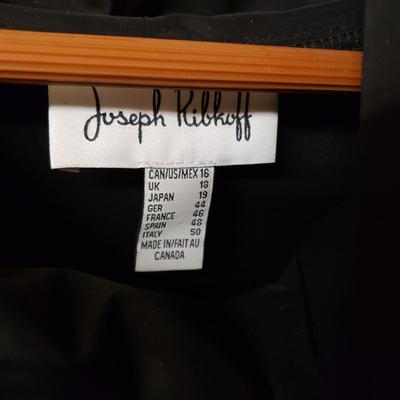 Joseph Ribkoff
CAN/US/MEX 16
UK 18
JAPAN 19
GER 44
FRANCE 46
SPAIN 48
ITALY 50
MADE IN/FAIT AU
CANADA